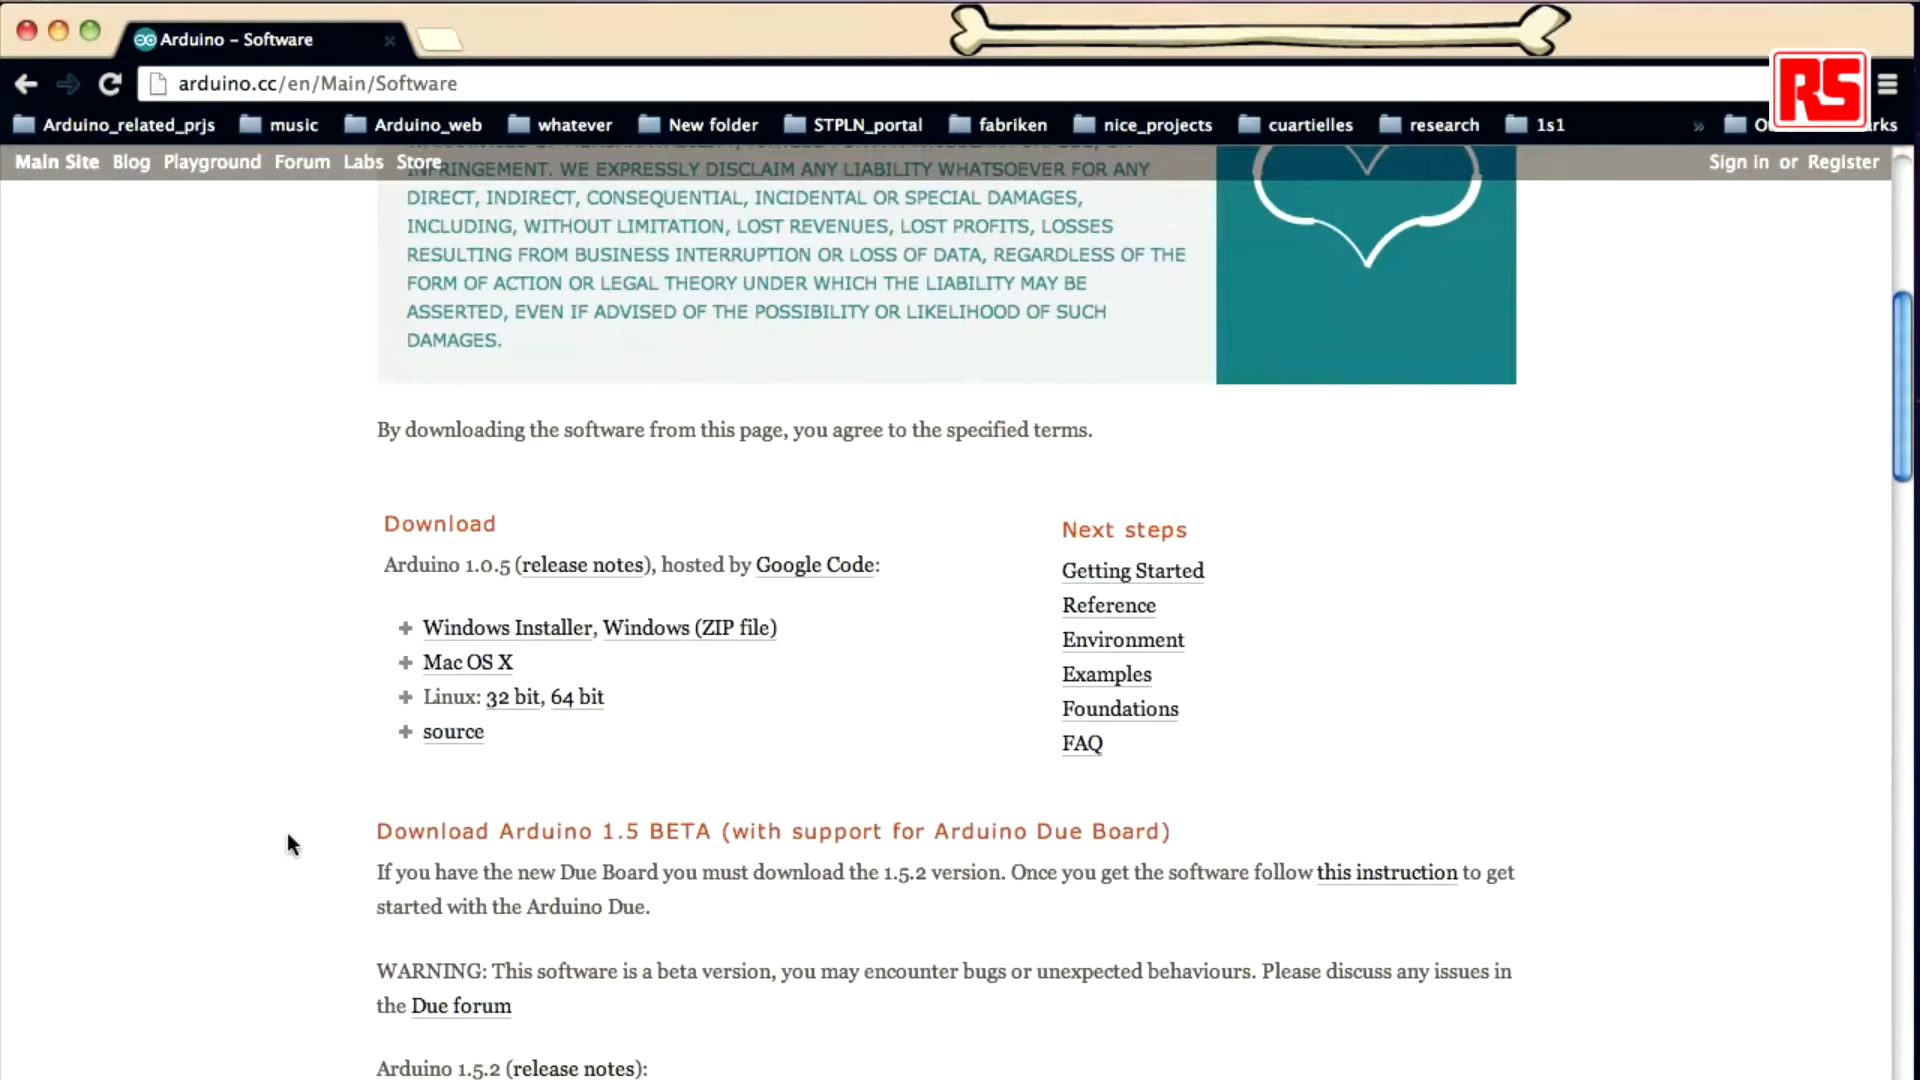 Arduino – Software
arduino.cc/en/Main/Software
RS
Arduino_related_prjs music Arduino_web whatever New folder STPLN_portal fabriken nice_projects cuartielles research 1s1 »
Main Site Blog Playground Forum Labs Store Sign in or Register
INFRINGEMENT. WE EXPRESSLY DISCLAIM ANY LIABILITY WHATSOEVER FOR ANY
DIRECT, INDIRECT, CONSEQUENTIAL, INCIDENTAL OR SPECIAL DAMAGES,
INCLUDING, WITHOUT LIMITATION, LOST REVENUES, LOST PROFITS, LOSSES
RESULTING FROM BUSINESS INTERRUPTION OR LOSS OF DATA, REGARDLESS OF THE
FORM OF ACTION OR LEGAL THEORY UNDER WHICH THE LIABILITY MAY BE
ASSERTED, EVEN IF ADVISED OF THE POSSIBILITY OR LIKELIHOOD OF SUCH
DAMAGES.
By downloading the software from this page, you agree to the specified terms.
Download
Arduino 1.0.5 (release notes), hosted by Google Code:
Windows Installer, Windows (ZIP file)
Mac OS X
Linux: 32 bit, 64 bit
source
Next steps
Getting Started
Reference
Environment
Examples
Foundations
FAQ
Download Arduino 1.5 BETA (with support for Arduino Due Board)
If you have the new Due Board you must download the 1.5.2 version. Once you get the software follow this instruction to get
started with the Arduino Due.
WARNING: This software is a beta version, you may encounter bugs or unexpected behaviours. Please discuss any issues in
the Due forum
Arduino 1.5.2 (release notes):